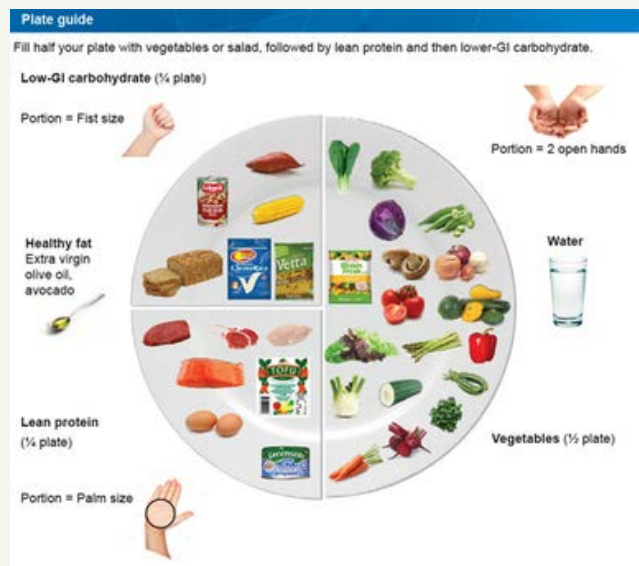 Plate guide
Fill half your plate with vegetables or salad, followed by lean protein and then lower-GI carbohydrate.
Low-GI carbohydrate (¼ plate)
Portion = Fist size
Portion = 2 open hands
Healthy fat
Extra virgin
olive oil,
avocado
Water
Vetta
TOFU
Lean protein
(¼ plate)
Vegetables (½ plate)
Portion = Palm size